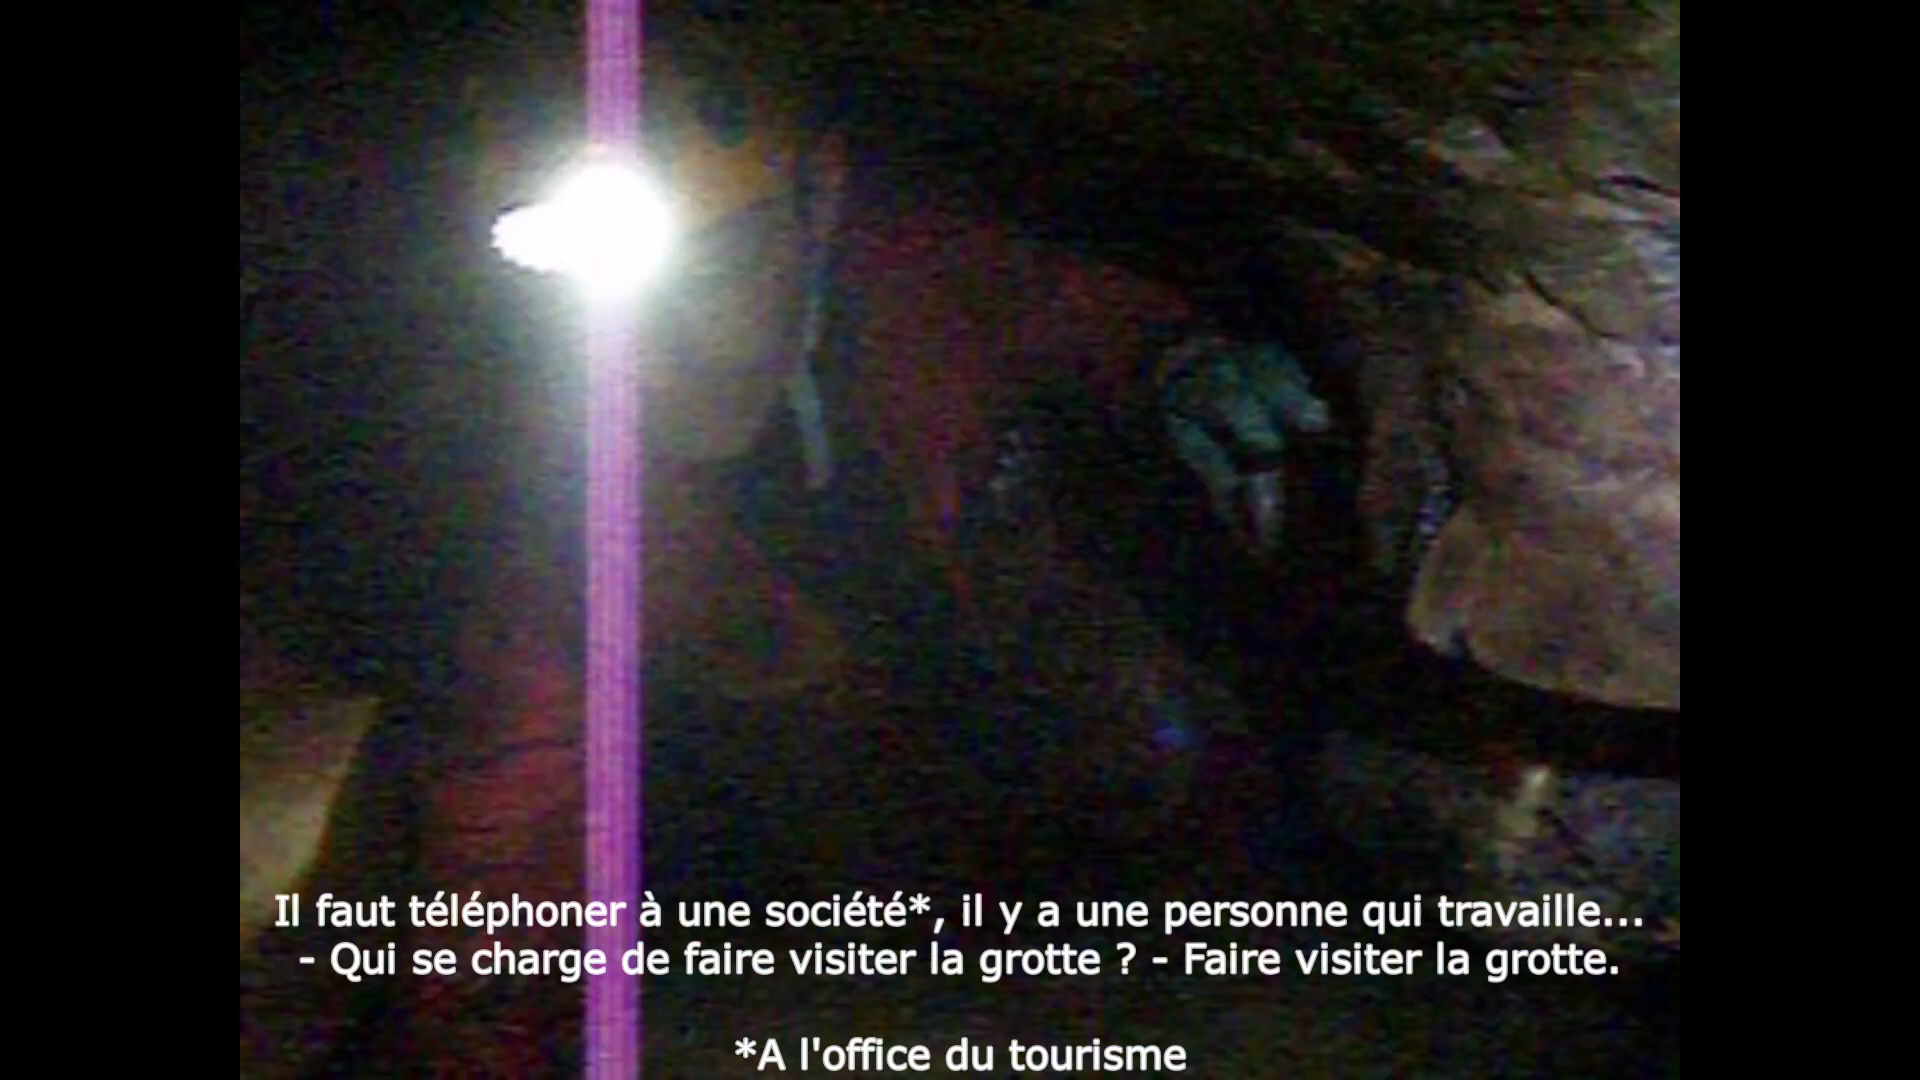 Il faut téléphoner à une société*, il y a une personne qui travaille...
- Qui se charge de faire visiter la grotte ? - Faire visiter la grotte.
*A l'office du tourisme